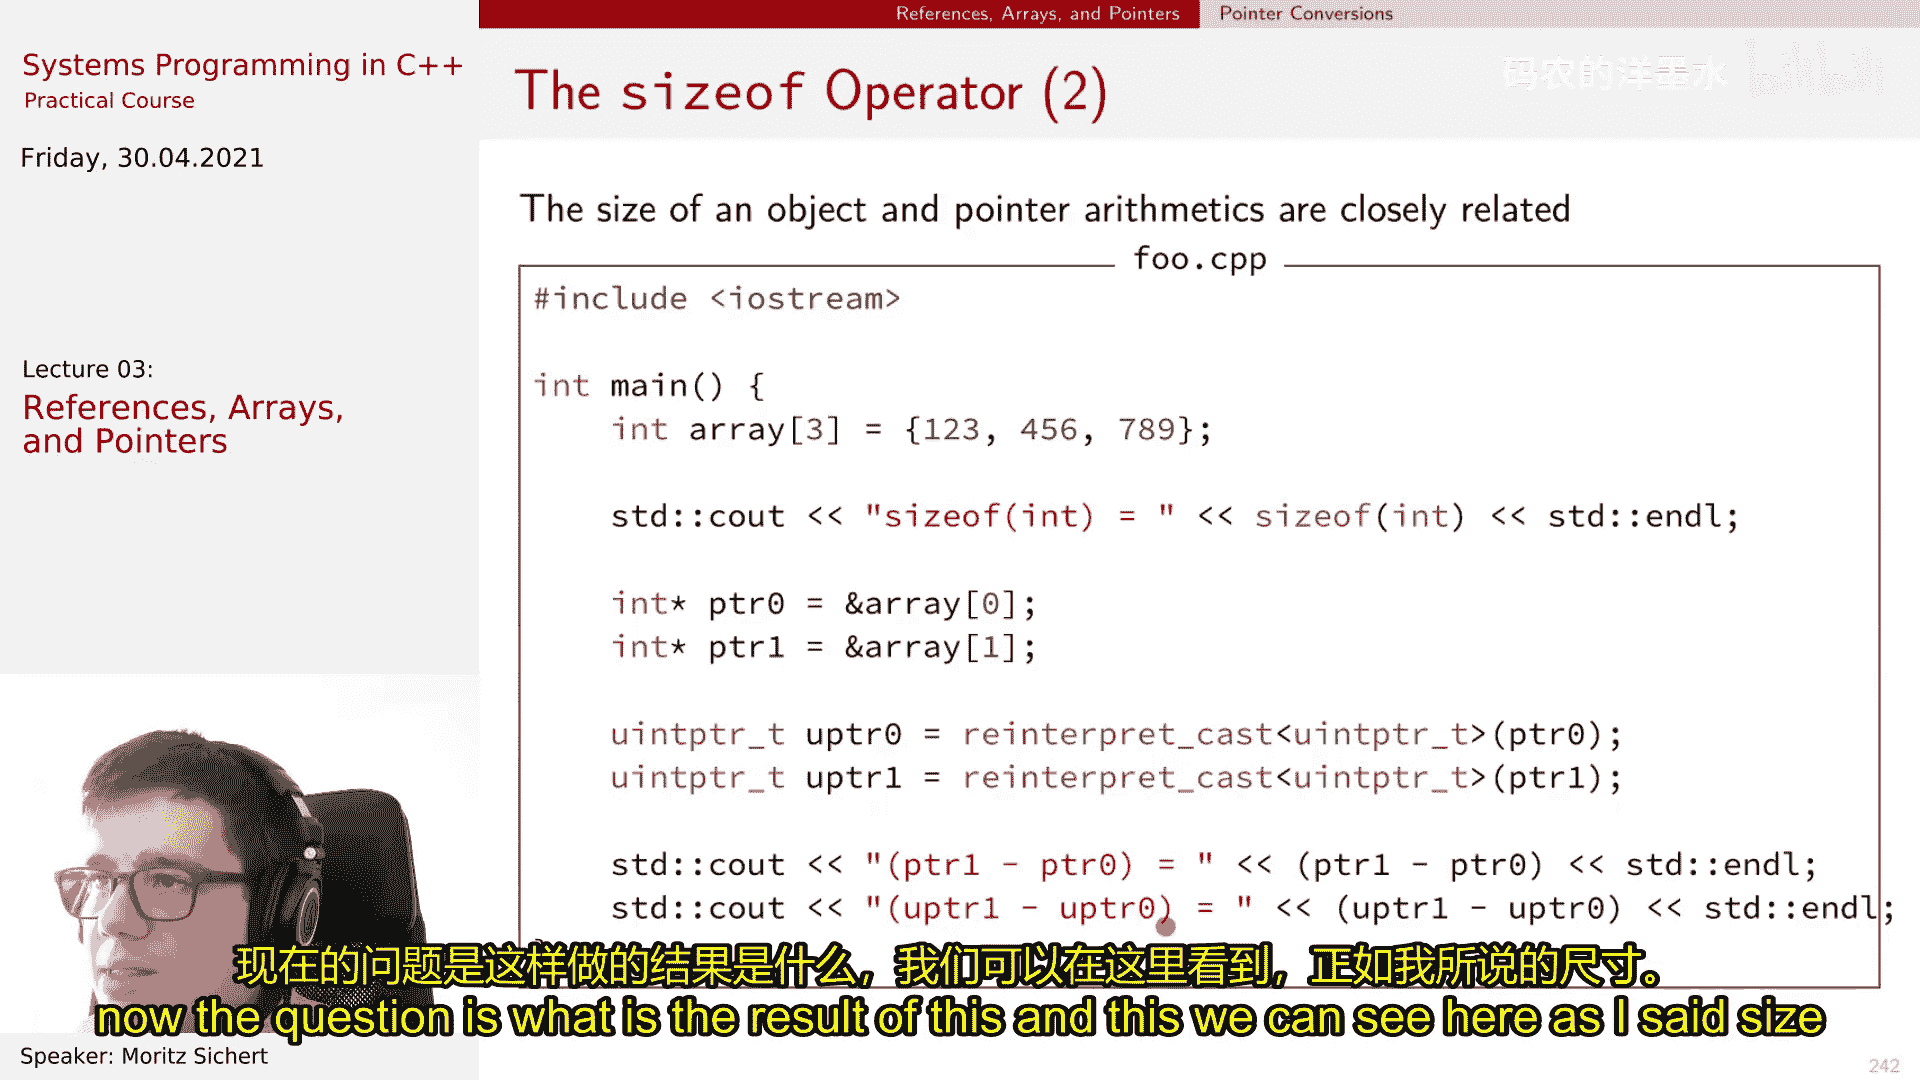 References, Arrays, and Pointers
Pointer Conversions
Systems Programming in C++
Practical Course
Friday, 30.04.2021
Lecture 03:
References, Arrays,
and Pointers
码农的洋墨水
The sizeof Operator (2)
The size of an object and pointer arithmetics are closely related
foo.cpp
#include <iostream>
int main() {
int array[3] = {123, 456, 789};
std::cout << "sizeof(int) = " << sizeof(int) << std::endl;
int* ptr0 = &array[0];
int* ptr1 = &array[1];
uintptr_t uptr0 = reinterpret_cast<uintptr_t>(ptr0);
uintptr_t uptr1 = reinterpret_cast<uintptr_t>(ptr1);
std::cout << "(ptr1 - ptr0) = " << (ptr1 - ptr0) << std::endl;
std::cout << "(uptr1 - uptr0) = " << (uptr1 - uptr0) << std::endl;
现在的问题是这样做的结果是什么，我们可以在这里看到，正如我所说的尺寸。
now the question is what is the result of this and this we can see here as I said size
Speaker: Moritz Sichert
242